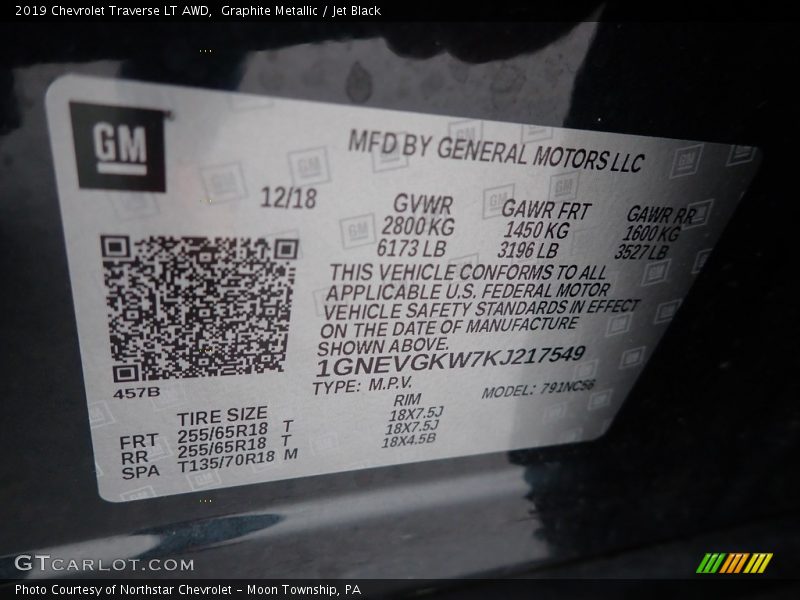 2019 Chevrolet Traverse LT AWD,  Graphite Metallic / Jet Black
GM
MFD BY GENERAL MOTORS LLC
12/18
GVWR GAWR FRT GAWR RR
2800 KG 1450 KG 1600 KG
6173 LB 3196 LB 3527 LB
THIS VEHICLE CONFORMS TO ALL
APPLICABLE U.S. FEDERAL MOTOR
VEHICLE SAFETY STANDARDS IN EFFECT
ON THE DATE OF MANUFACTURE
SHOWN ABOVE.
1GNEVGKW7KJ217549
457B
TYPE: M.P.V. MODEL: 791NC56
TIRE SIZE RIM
FRT 255/65R18 T 18X7.5J
RR 255/65R18 T 18X7.5J
SPA T135/70R18 M 18X4.5B
GTCARLOT.COM
Photo Courtesy of Northstar Chevrolet - Moon Township, PA